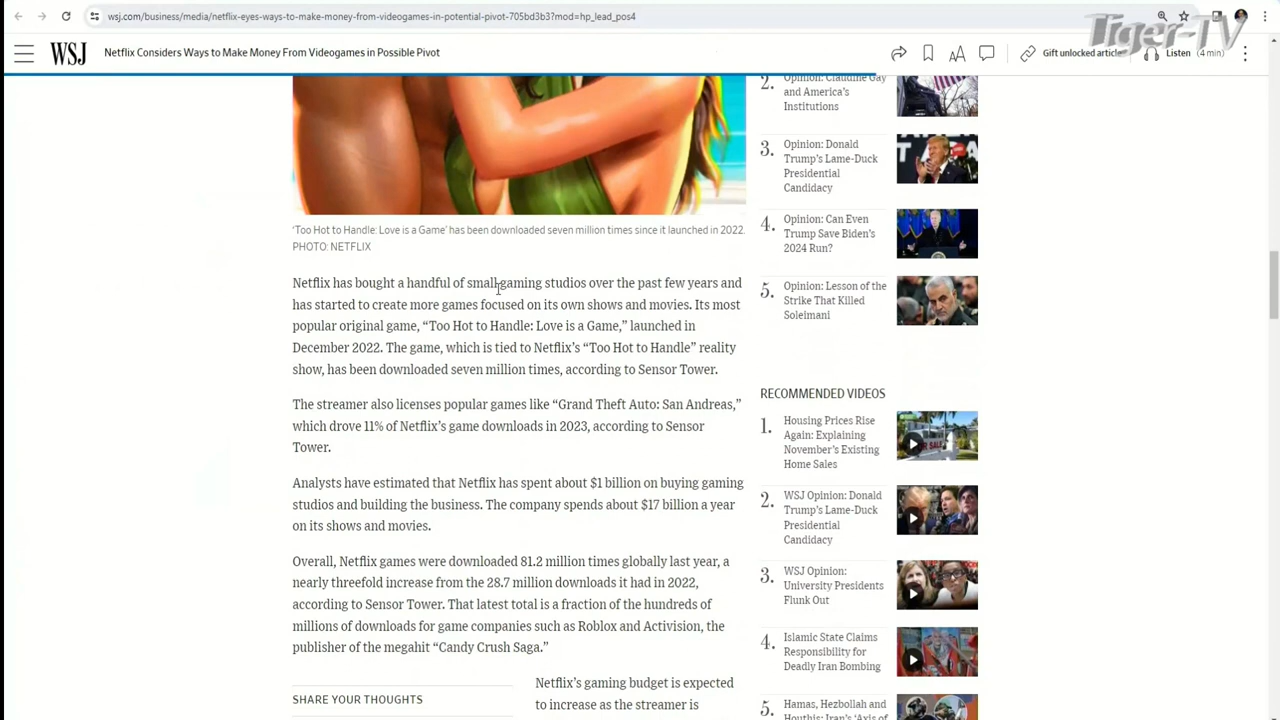 wsj.com/business/media/netflix-eyes-ways-to-make-money-from-videogames-in-potential-pivot-705bd3b3?mod=hp_lead_pos4
Tiger-TV
WSJ
Netflix Considers Ways to Make Money From Videogames in Possible Pivot
Gift unlocked article
Listen (4 min)
'Too Hot to Handle: Love is a Game' has been downloaded seven million times since it launched in 2022.
PHOTO: NETFLIX
Netflix has bought a handful of small gaming studios over the past few years and
has started to create more games focused on its own shows and movies. Its most
popular original game, “Too Hot to Handle: Love is a Game,” launched in
December 2022. The game, which is tied to Netflix’s “Too Hot to Handle” reality
show, has been downloaded seven million times, according to Sensor Tower.
The streamer also licenses popular games like “Grand Theft Auto: San Andreas,”
which drove 11% of Netflix’s game downloads in 2023, according to Sensor
Tower.
Analysts have estimated that Netflix has spent about $1 billion on buying gaming
studios and building the business. The company spends about $17 billion a year
on its shows and movies.
Overall, Netflix games were downloaded 81.2 million times globally last year, a
nearly threefold increase from the 28.7 million downloads it had in 2022,
according to Sensor Tower. That latest total is a fraction of the hundreds of
millions of downloads for game companies such as Roblox and Activision, the
publisher of the megahit “Candy Crush Saga.”
SHARE YOUR THOUGHTS
Netflix’s gaming budget is expected
to increase as the streamer is
2.
Opinion: Claudine Gay
and America’s
Institutions
3.
Opinion: Donald
Trump’s Lame-Duck
Presidential
Candidacy
4.
Opinion: Can Even
Trump Save Biden’s
2024 Run?
5.
Opinion: Lesson of the
Strike That Killed
Soleimani
RECOMMENDED VIDEOS
1.
Housing Prices Rise
Again: Explaining
November’s Existing
Home Sales
2.
WSJ Opinion: Donald
Trump’s Lame-Duck
Presidential
Candidacy
3.
WSJ Opinion:
University Presidents
Flunk Out
4.
Islamic State Claims
Responsibility for
Deadly Iran Bombing
5.
Hamas, Hezbollah and
Houthis: Iran’s ‘Axis of